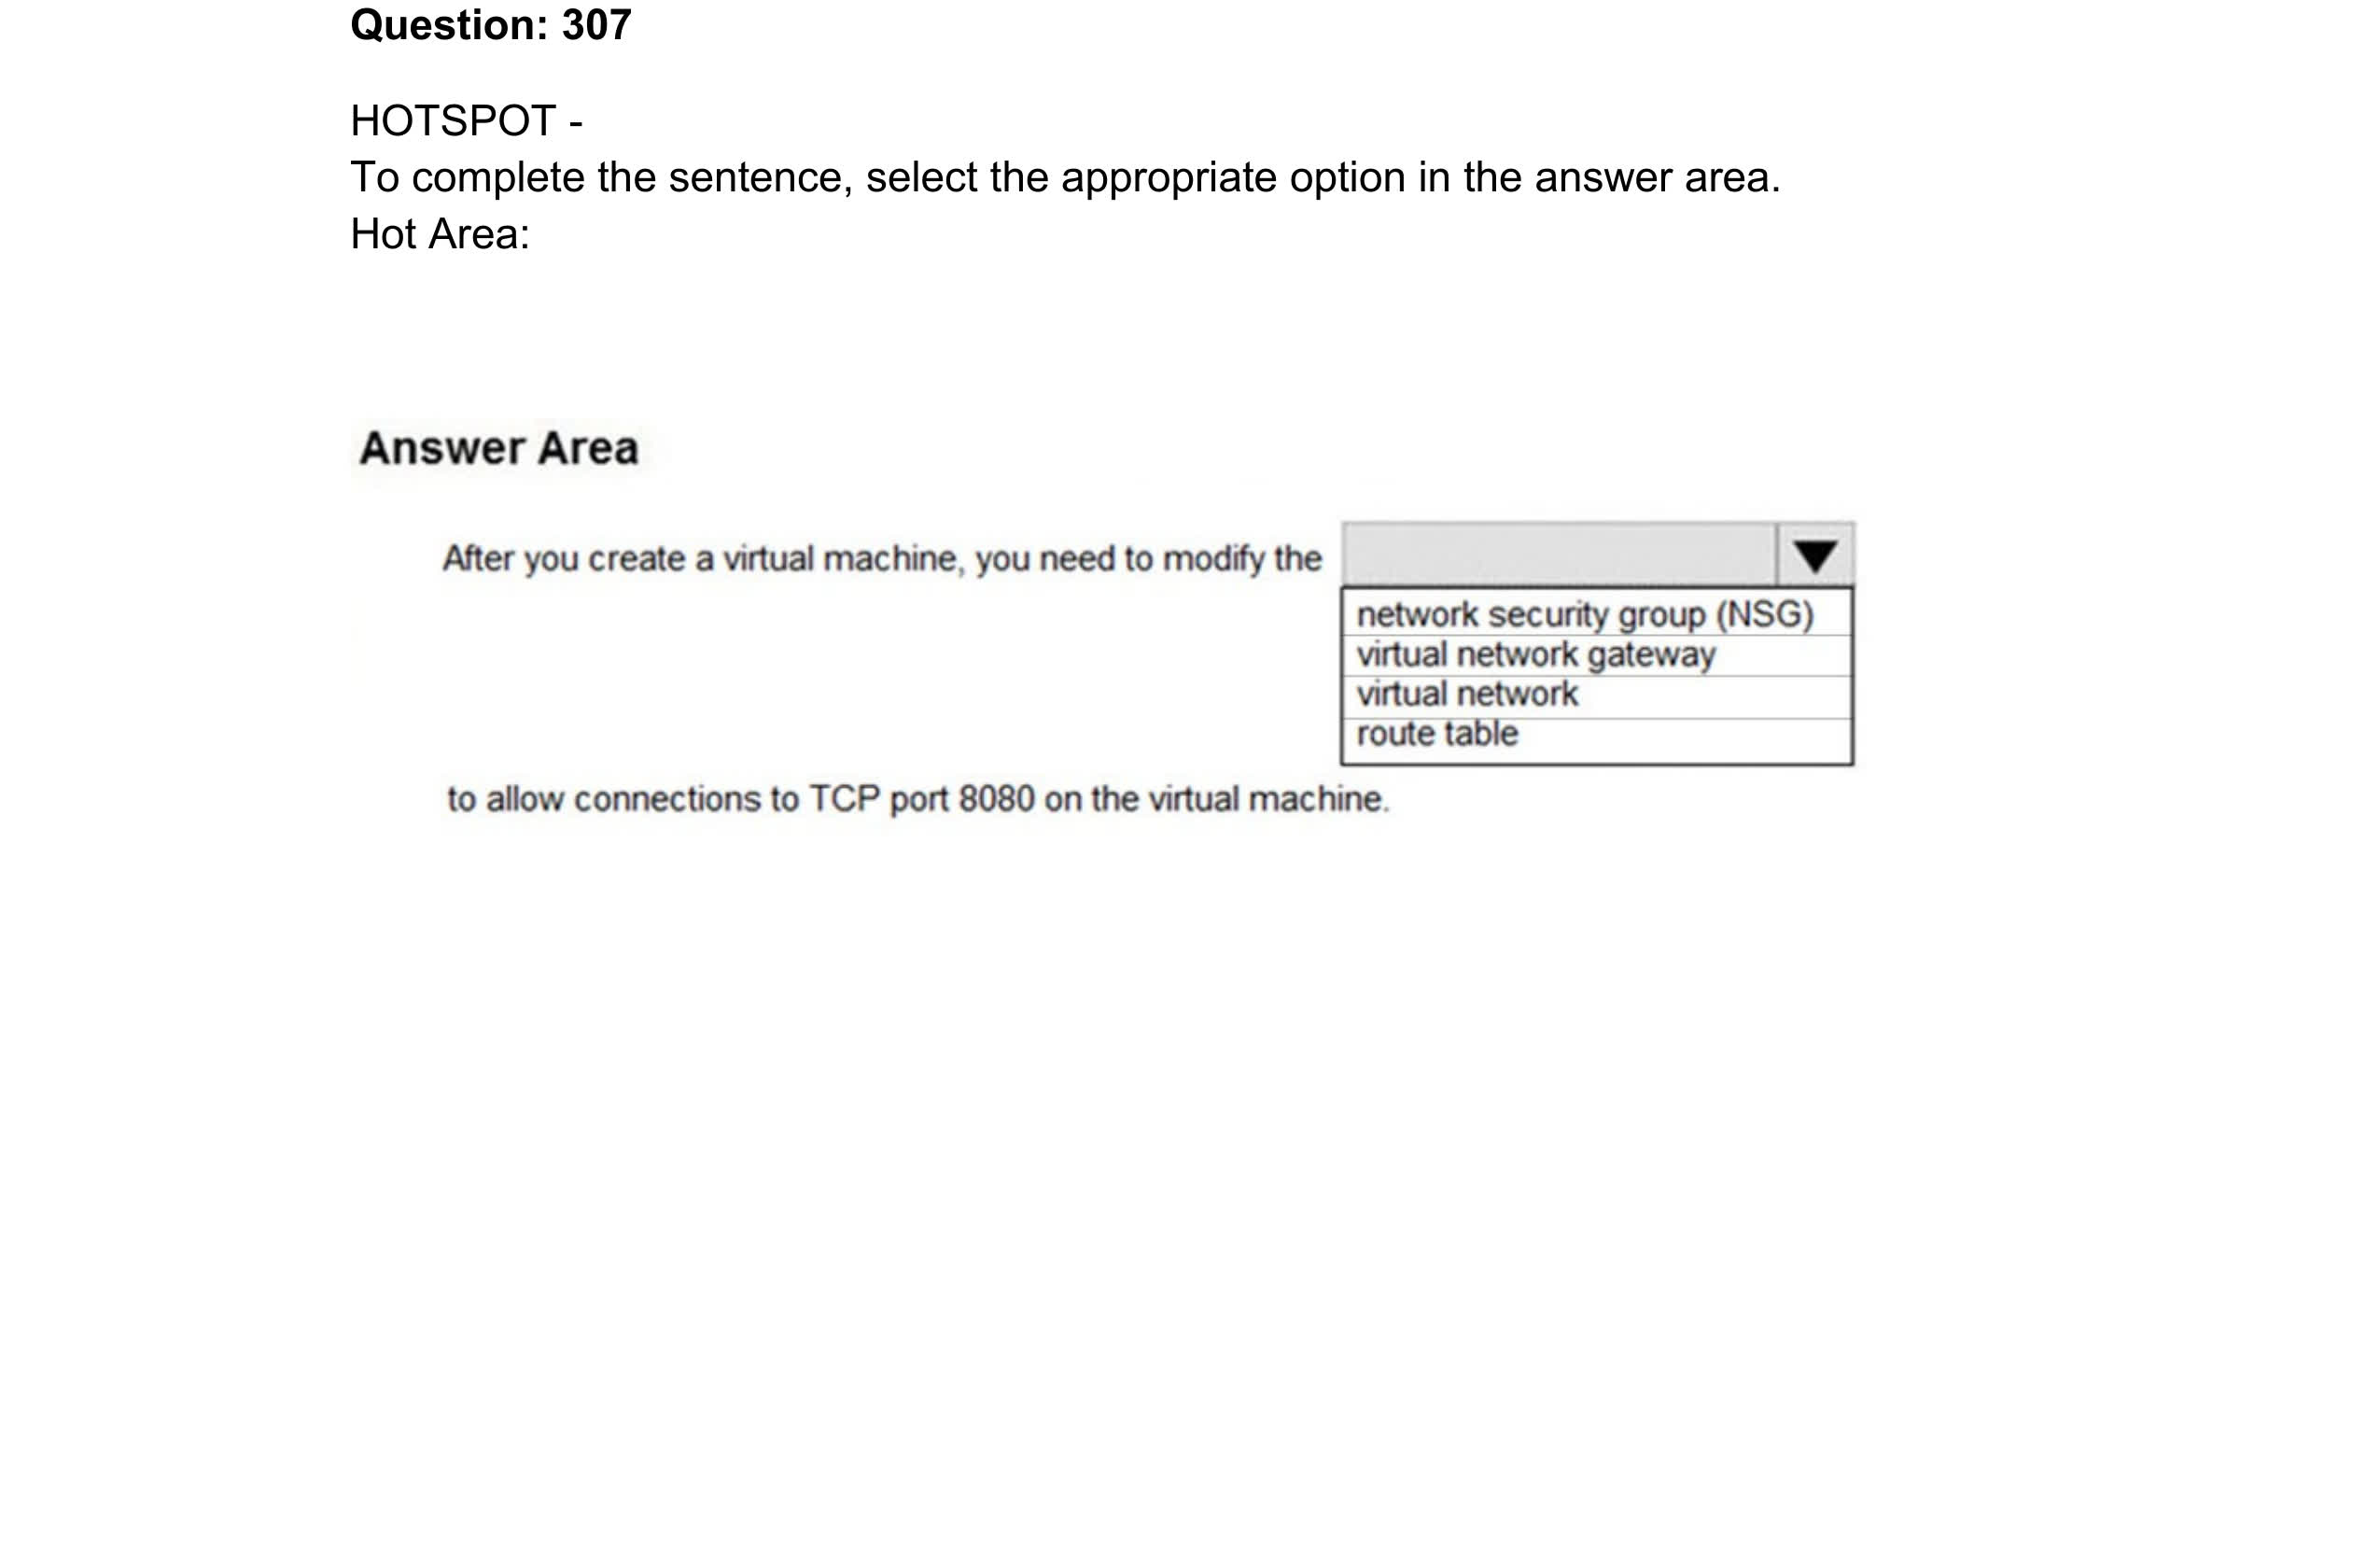 Question: 307
HOTSPOT -
To complete the sentence, select the appropriate option in the answer area.
Hot Area:
Answer Area
After you create a virtual machine, you need to modify the
network security group (NSG)
virtual network gateway
virtual network
route table
to allow connections to TCP port 8080 on the virtual machine.